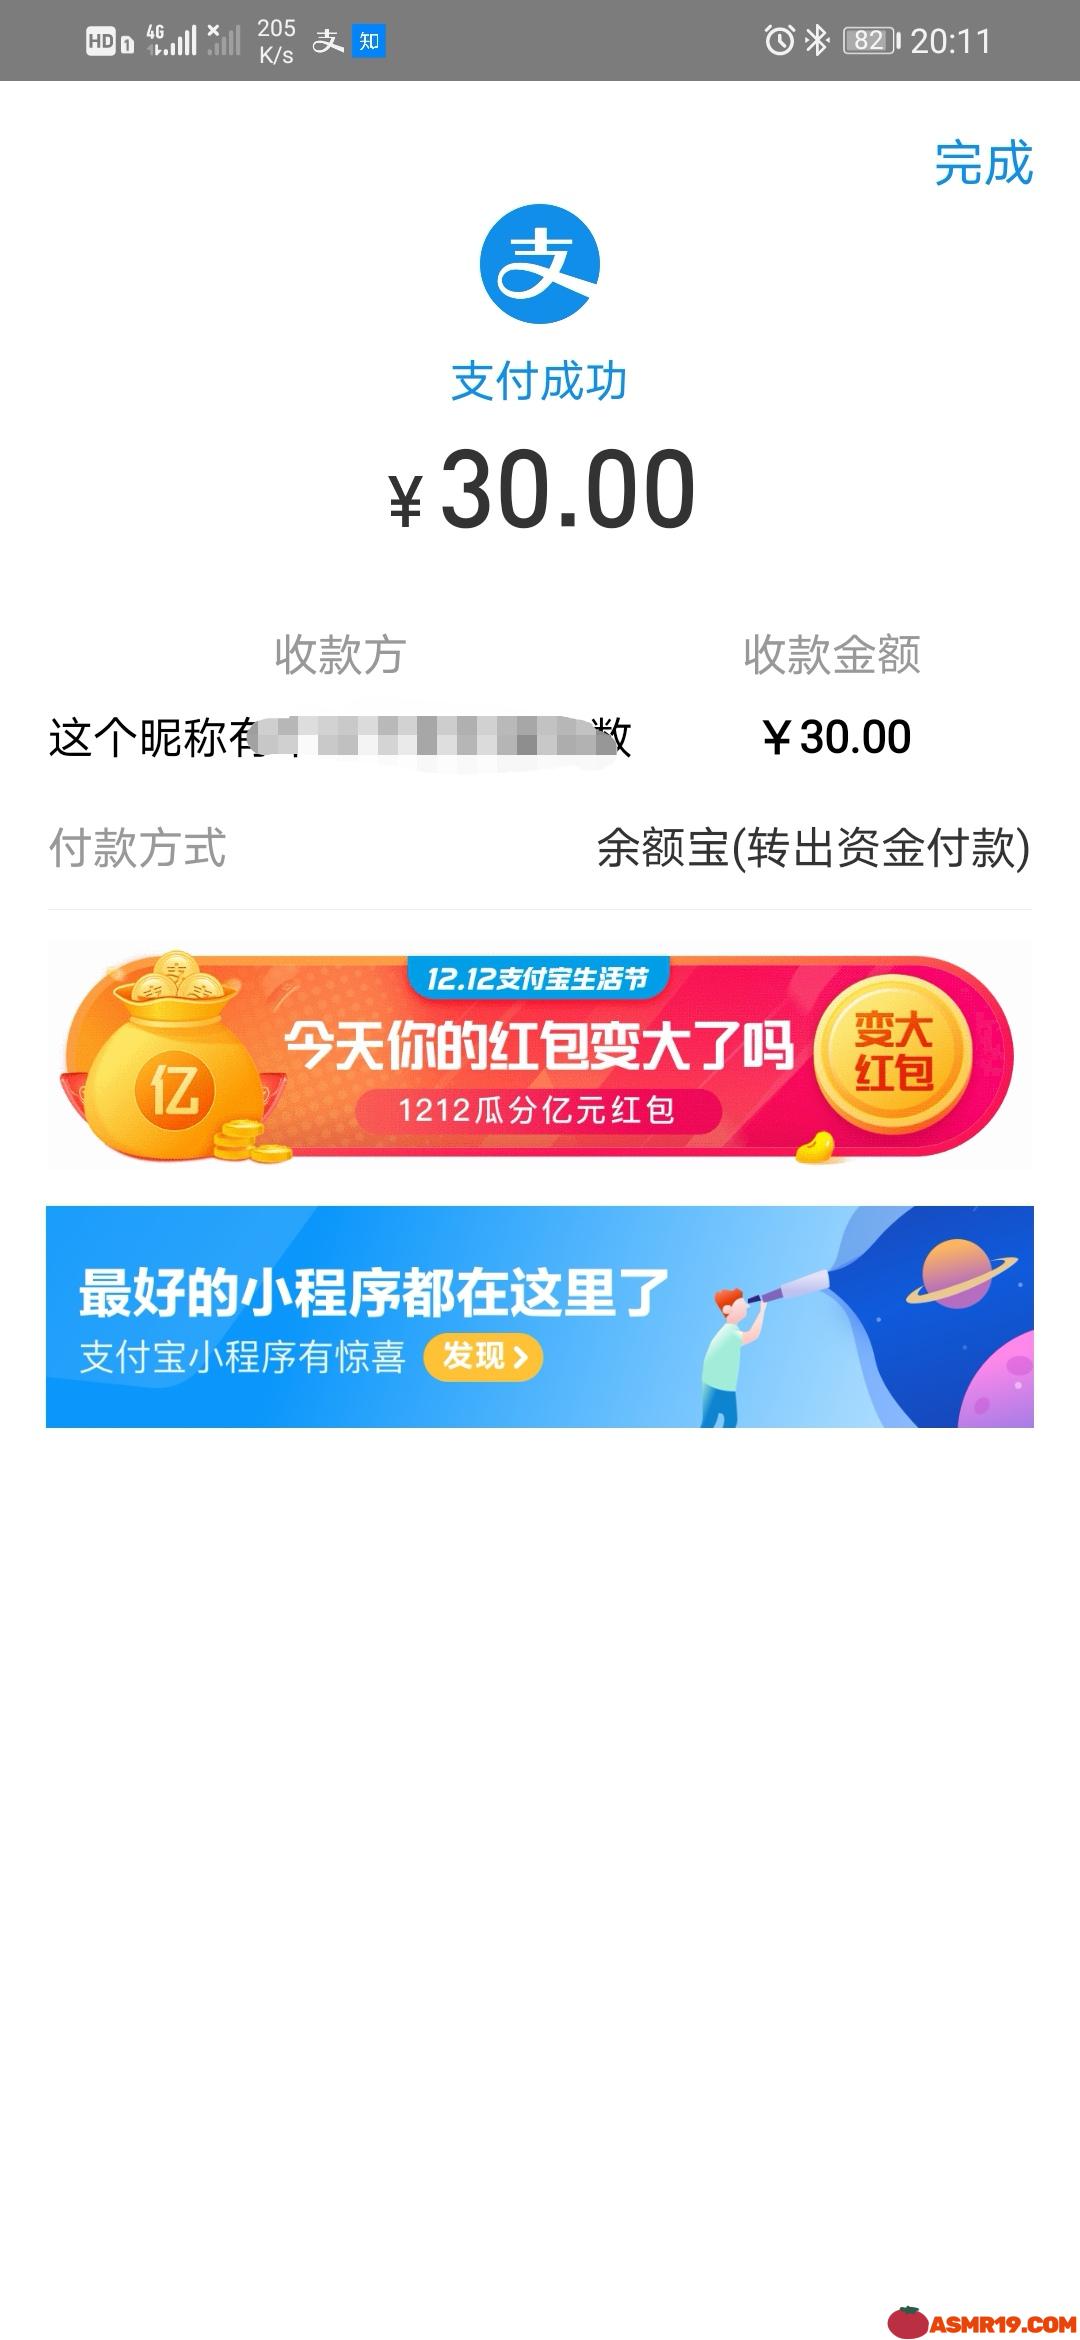 HD 1 4G 205 K/s 支 知 82 20:11
完成
支
支付成功
¥30.00
收款方 收款金额
这个昵称有 数 ¥30.00
付款方式 余额宝(转出资金付款)
12.12支付宝生活节
今天你的红包变大了吗
1212瓜分亿元红包
亿
变大
红包
最好的小程序都在这里了
支付宝小程序有惊喜 发现
ASMR19.COM